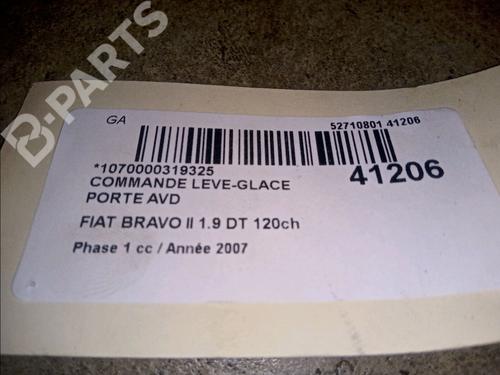 B-PARTS
GA
52710801 41206
*1070000319325
41206
COMMANDE LEVE-GLACE
PORTE AVD
FIAT BRAVO II 1.9 DT 120ch
Phase 1 cc / Année 2007